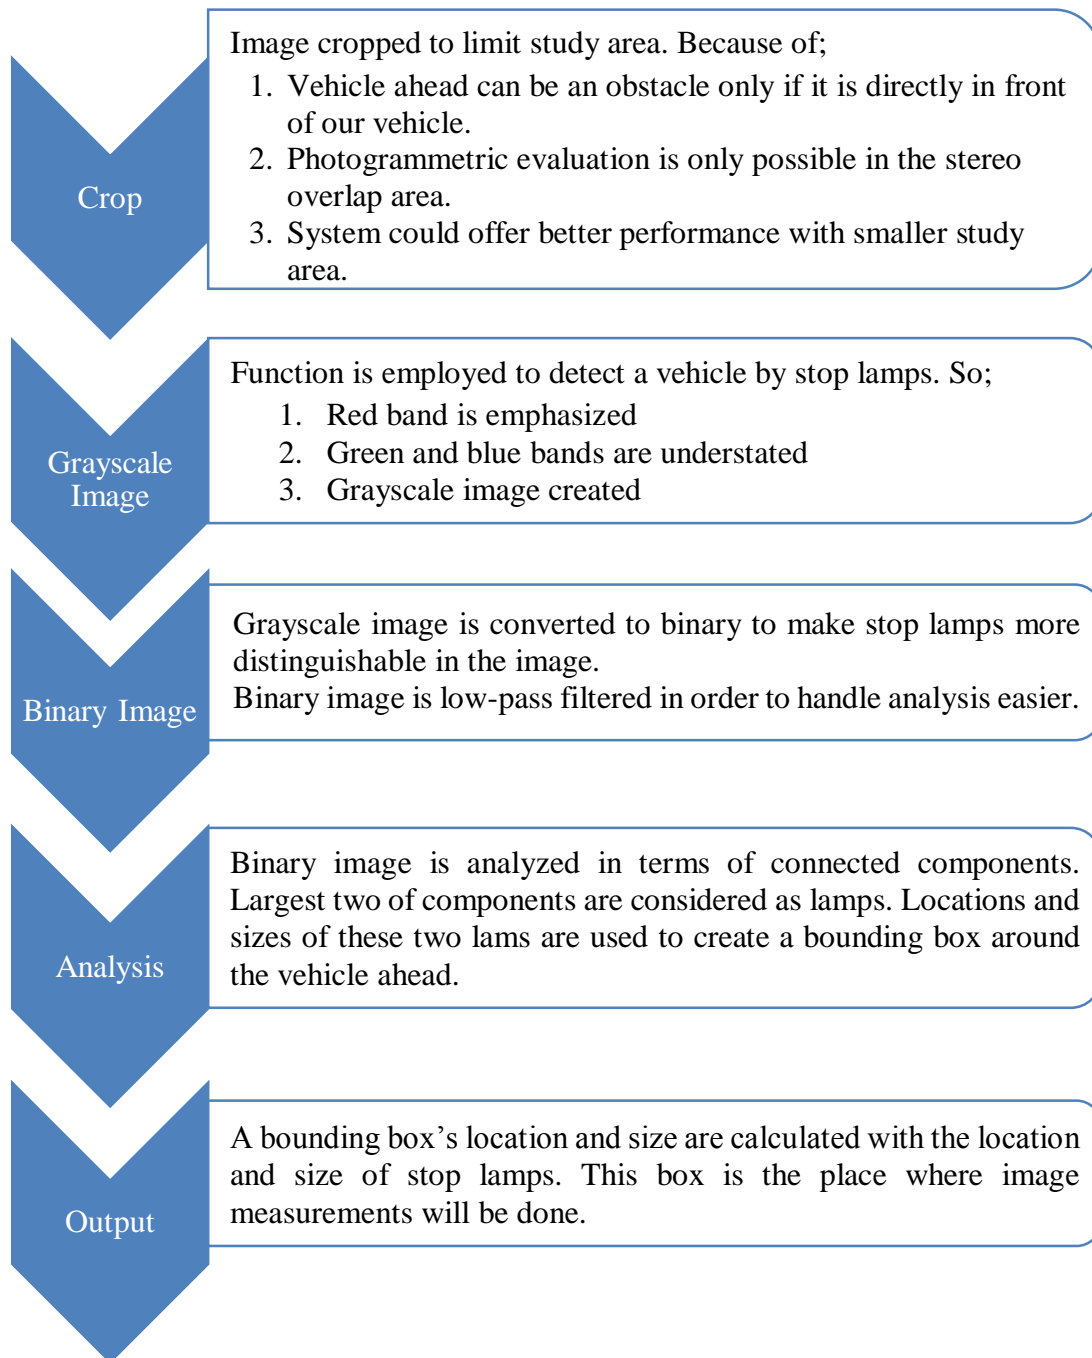 Crop
Image cropped to limit study area. Because of;
1. Vehicle ahead can be an obstacle only if it is directly in front
of our vehicle.
2. Photogrammetric evaluation is only possible in the stereo
overlap area.
3. System could offer better performance with smaller study
area.
Grayscale
Image
Function is employed to detect a vehicle by stop lamps. So;
1. Red band is emphasized
2. Green and blue bands are understated
3. Grayscale image created
Binary Image
Grayscale image is converted to binary to make stop lamps more
distinguishable in the image.
Binary image is low-pass filtered in order to handle analysis easier.
Analysis
Binary image is analyzed in terms of connected components.
Largest two of components are considered as lamps. Locations and
sizes of these two lams are used to create a bounding box around
the vehicle ahead.
Output
A bounding box’s location and size are calculated with the location
and size of stop lamps. This box is the place where image
measurements will be done.